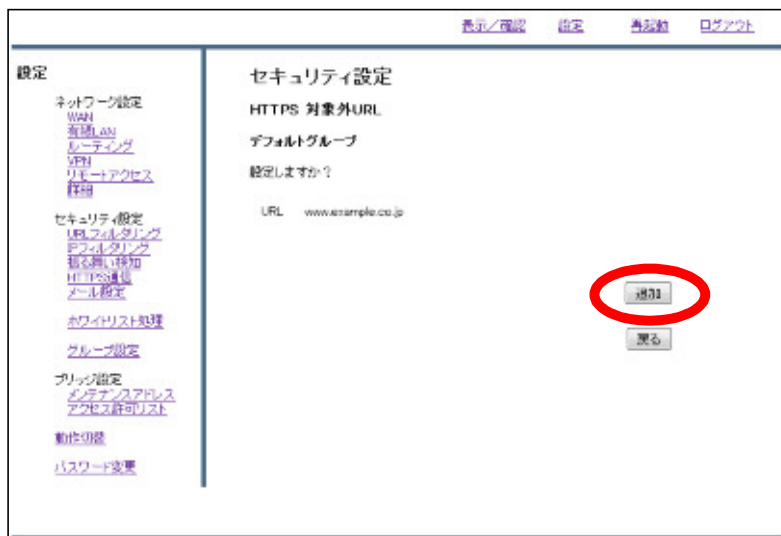 表示／確認 設定 再起動 ログアウト
設定
ネットワーク設定
WAN
有線LAN
ルーティング
VPN
リモートアクセス
詳細
セキュリティ設定
URLフィルタリング
IPフィルタリング
振る舞い検知
HTTPS通信
メール設定
ホワイトリスト処理
グループ設定
ブリッジ設定
メンテナンスアドレス
アクセス許可リスト
動作切替
パスワード変更
セキュリティ設定
HTTPS 対象外URL
デフォルトグループ
設定しますか？
URL www.example.co.jp
追加
戻る